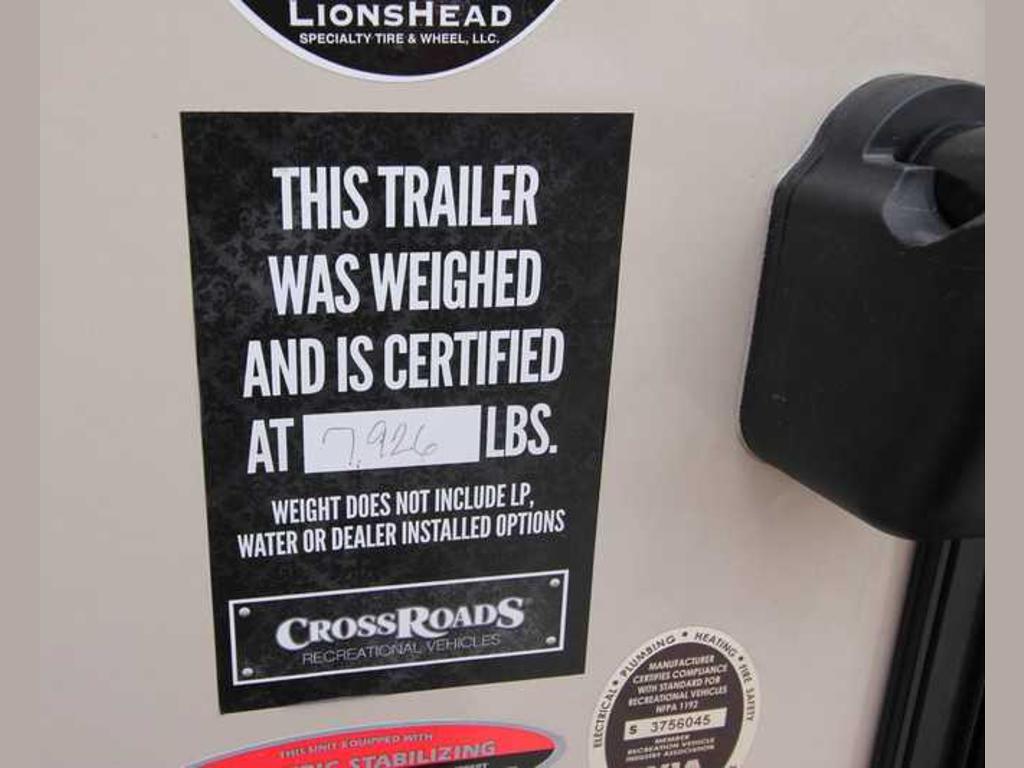 LIONSHEAD
SPECIALTY TIRE & WHEEL, LLC.
THIS TRAILER
WAS WEIGHED
AND IS CERTIFIED
AT 7,926 LBS.
WEIGHT DOES NOT INCLUDE LP,
WATER OR DEALER INSTALLED OPTIONS
CROSSROADS
RECREATIONAL VEHICLES
ELECTRICAL • PLUMBING • HEATING • FIRE SAFETY
MANUFACTURER
CERTIFIES COMPLIANCE
WITH STANDARD FOR
RECREATIONAL VEHICLES
NFPA 1192
S 3756045
MEMBER
RECREATION VEHICLE
INDUSTRY ASSOCIATION
THIS UNIT EQUIPPED WITH
STABILIZING